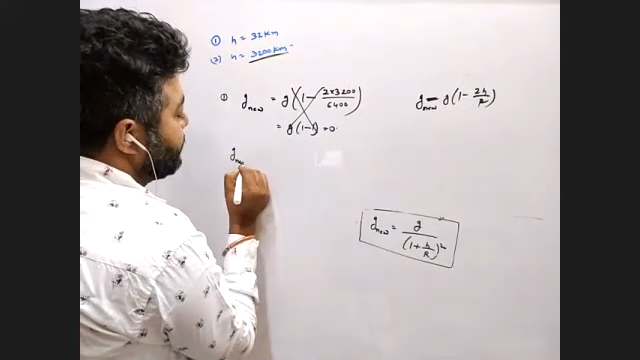 ① h = 32 km
② h = 3200 km
① g_new = g(1 - 2×3200/6400)
= g(1-1) = 0.
g_new
g_new = g(1 - 2h/R)
g_new = g/(1 + h/R)²